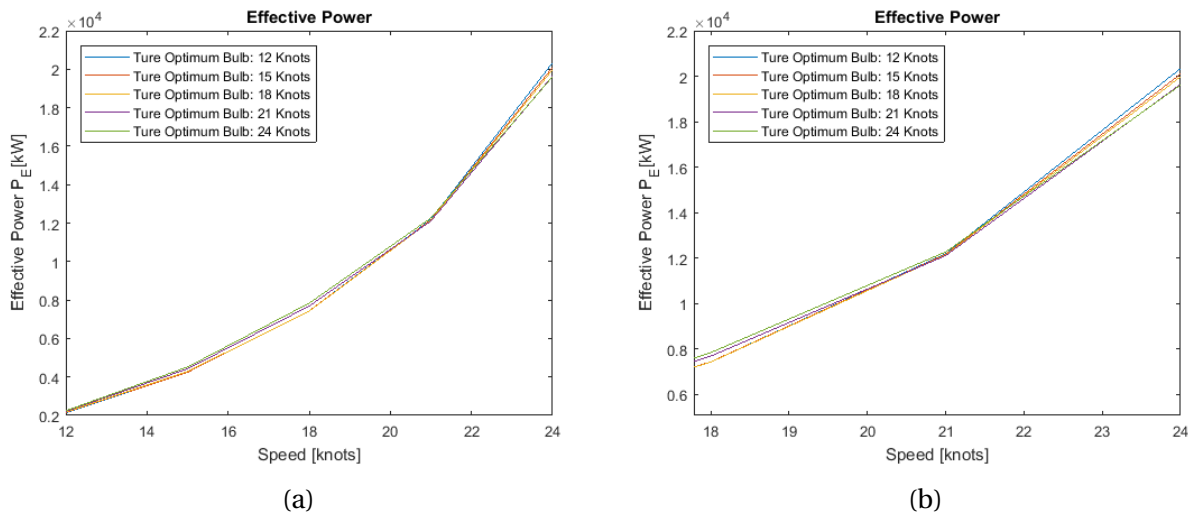 Effective Power
×10⁴
2.2
2
1.8
1.6
1.4
1.2
1
0.8
0.6
0.4
0.2
Effective Power P_E[kW]
Ture Optimum Bulb: 12 Knots
Ture Optimum Bulb: 15 Knots
Ture Optimum Bulb: 18 Knots
Ture Optimum Bulb: 21 Knots
Ture Optimum Bulb: 24 Knots
12 14 16 18 20 22 24
Speed [knots]
(a)
Effective Power
×10⁴
2.2
2
1.8
1.6
1.4
1.2
1
0.8
0.6
Effective Power P_E[kW]
Ture Optimum Bulb: 12 Knots
Ture Optimum Bulb: 15 Knots
Ture Optimum Bulb: 18 Knots
Ture Optimum Bulb: 21 Knots
Ture Optimum Bulb: 24 Knots
18 19 20 21 22 23 24
Speed [knots]
(b)